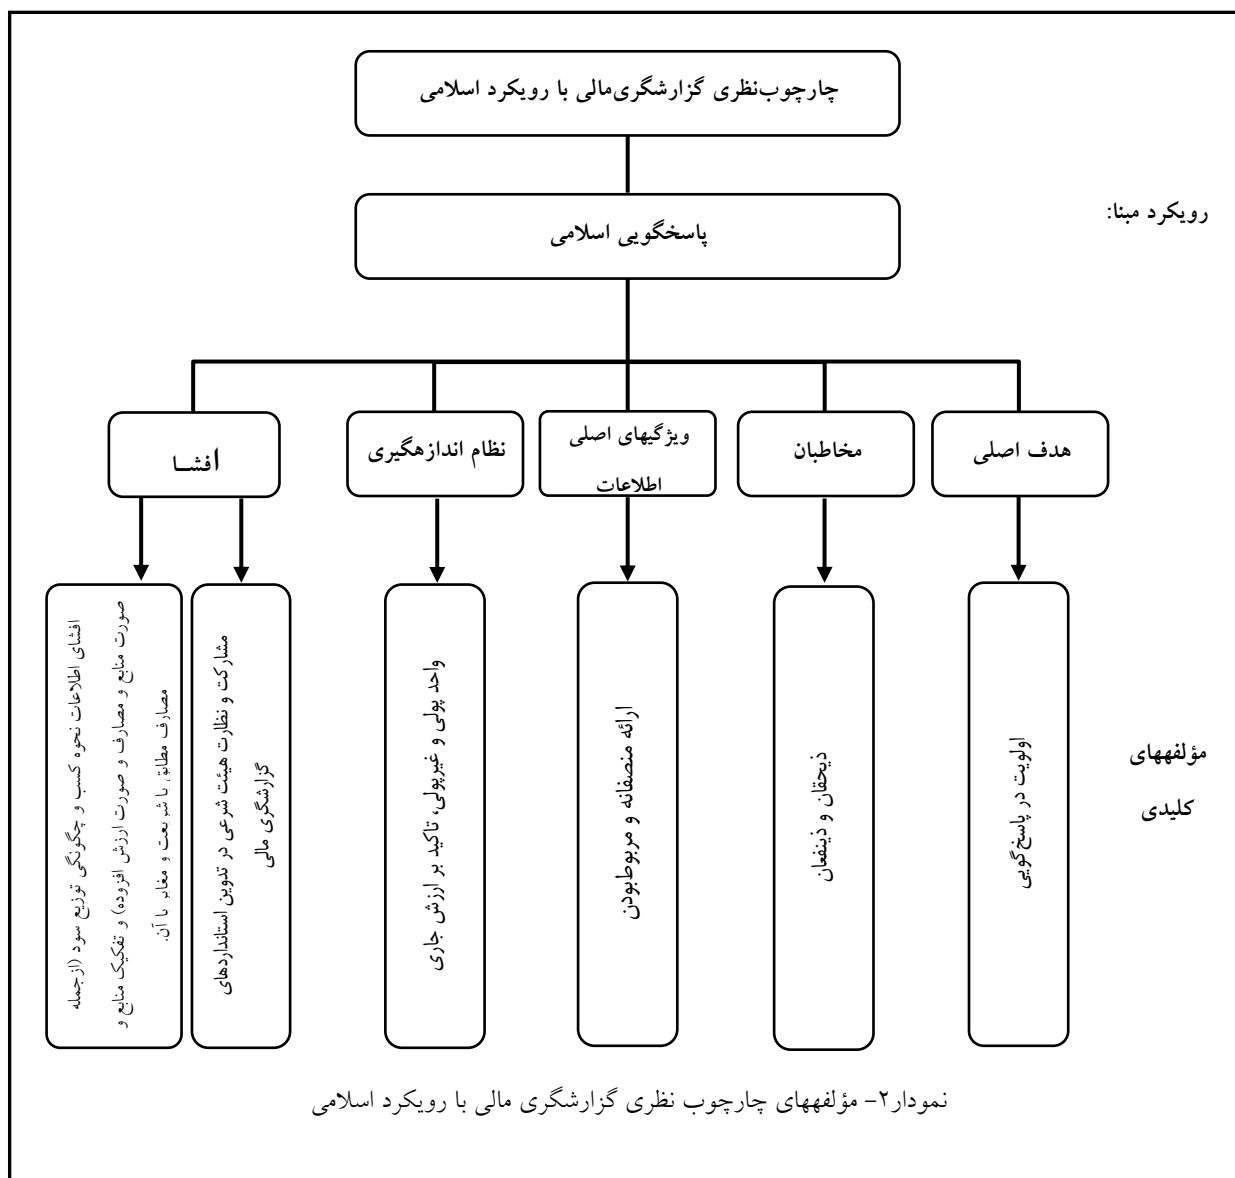 چارچوب‌نظری گزارشگری‌مالی با رویکرد اسلامی
رویکرد مبنا:
پاسخگویی اسلامی
هدف اصلی
مخاطبان
ویژگیهای اصلی
اطلاعات
نظام اندازهگیری
افشـا
مؤلفههای
کلیدی
اولویت در پاسخ‌گویی
ذیحقان و ذینفعان
ارائه منصفانه و مربوط‌بودن
واحد پولی و غیرپولی، تاکید بر ارزش جاری
مشارکت و نظارت هیئت شرعی در تدوین استانداردهای
گزارشگری مالی
افشای اطلاعات نحوه کسب و چگونگی توزیع سود (ازجمله
صورت منابع و مصارف و صورت ارزش افزوده) و تفکیک منابع و
مصارف مطابق با شریعت و مغایر با آن.
نمودار۲- مؤلفههای چارچوب نظری گزارشگری مالی با رویکرد اسلامی